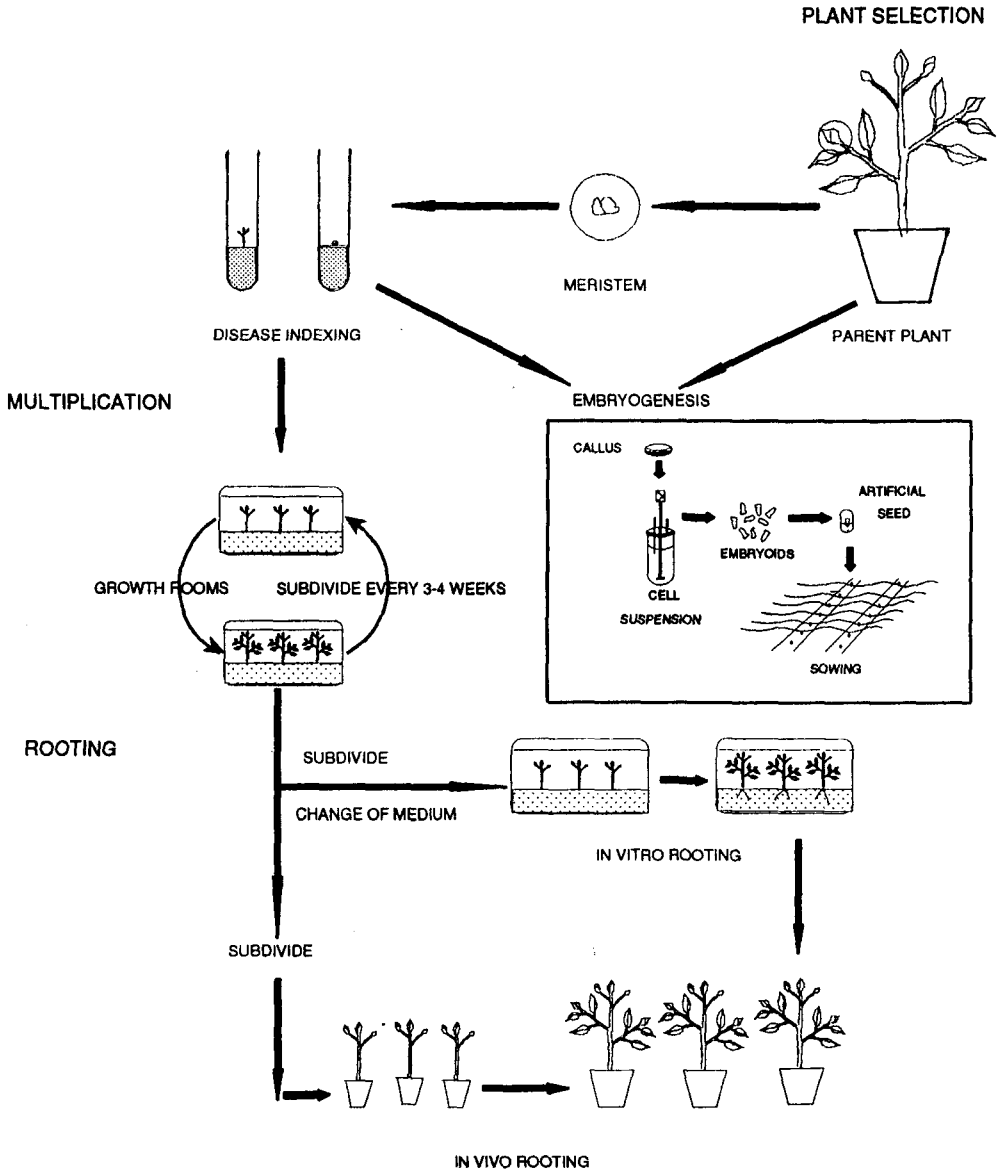 PLANT SELECTION
MERISTEM
DISEASE INDEXING
PARENT PLANT
MULTIPLICATION
EMBRYOGENESIS
CALLUS
ARTIFICIAL
SEED
EMBRYOIDS
CELL
SUSPENSION
SOWING
GROWTH ROOMS
SUBDIVIDE EVERY 3-4 WEEKS
ROOTING
SUBDIVIDE
CHANGE OF MEDIUM
IN VITRO ROOTING
SUBDIVIDE
IN VIVO ROOTING